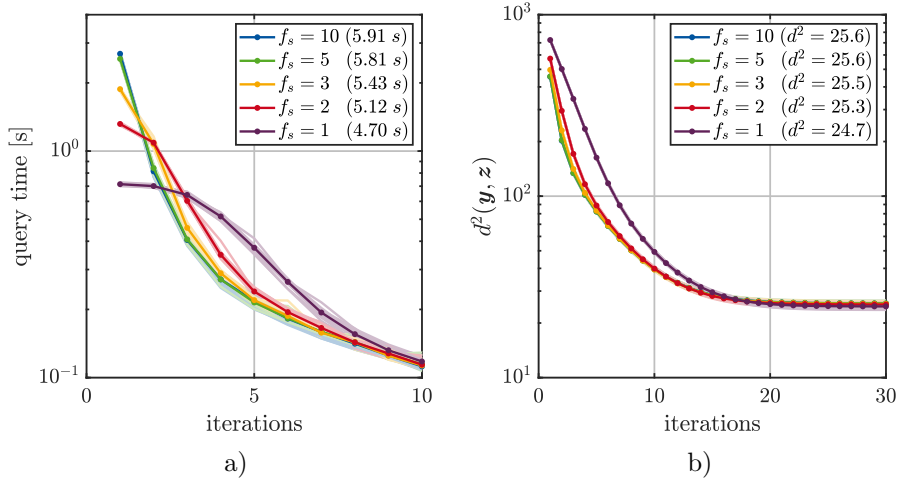 query time [s]
10^0
10^{-1}
f_s = 10 (5.91 s)
f_s = 5 (5.81 s)
f_s = 3 (5.43 s)
f_s = 2 (5.12 s)
f_s = 1 (4.70 s)
0 5 10
iterations
a)
d^2(y, z)
10^3
10^2
10^1
f_s = 10 (d^2 = 25.6)
f_s = 5 (d^2 = 25.6)
f_s = 3 (d^2 = 25.5)
f_s = 2 (d^2 = 25.3)
f_s = 1 (d^2 = 24.7)
0 10 20 30
iterations
b)